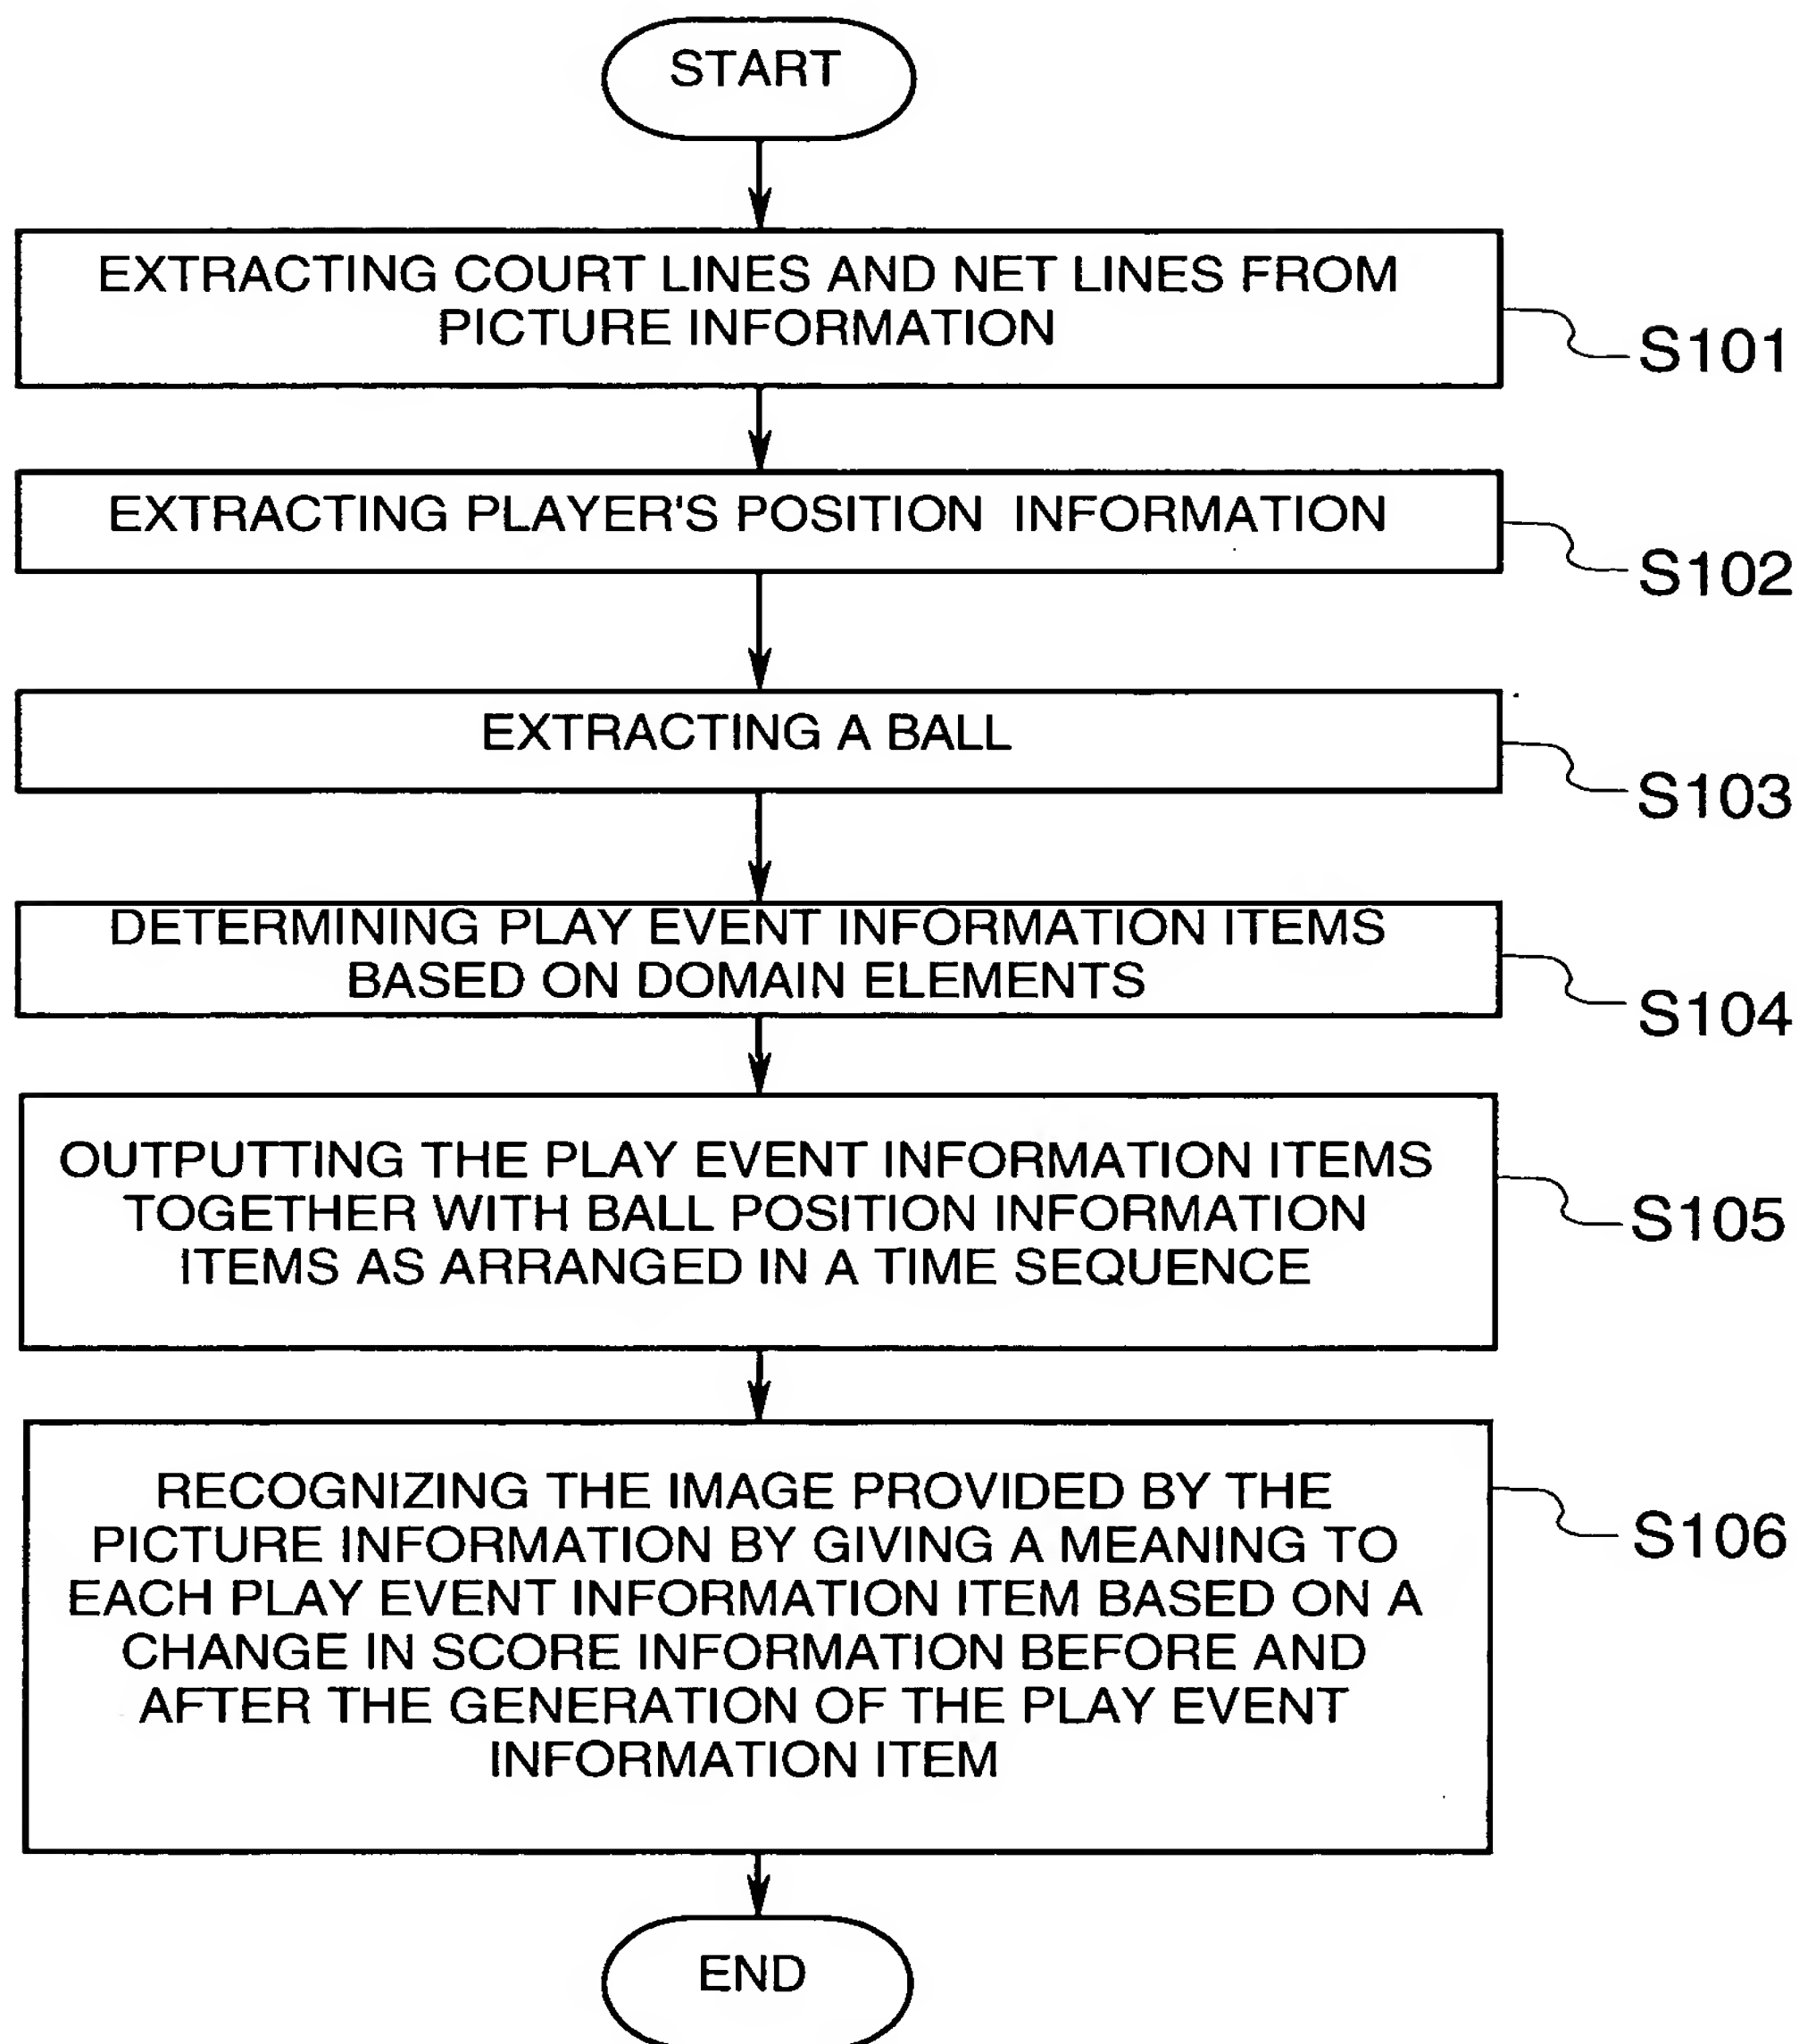 START
EXTRACTING COURT LINES AND NET LINES FROM
PICTURE INFORMATION
S101
EXTRACTING PLAYER'S POSITION INFORMATION
S102
EXTRACTING A BALL
S103
DETERMINING PLAY EVENT INFORMATION ITEMS
BASED ON DOMAIN ELEMENTS
S104
OUTPUTTING THE PLAY EVENT INFORMATION ITEMS
TOGETHER WITH BALL POSITION INFORMATION
ITEMS AS ARRANGED IN A TIME SEQUENCE
S105
RECOGNIZING THE IMAGE PROVIDED BY THE
PICTURE INFORMATION BY GIVING A MEANING TO
EACH PLAY EVENT INFORMATION ITEM BASED ON A
CHANGE IN SCORE INFORMATION BEFORE AND
AFTER THE GENERATION OF THE PLAY EVENT
INFORMATION ITEM
S106
END